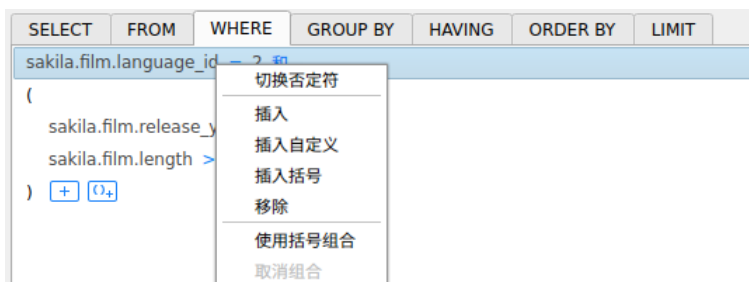 SELECT FROM WHERE GROUP BY HAVING ORDER BY LIMIT
sakila.film.language_id = 2 和
(
sakila.film.release_y
sakila.film.length >
) + ()+
切换否定符
插入
插入自定义
插入括号
移除
使用括号组合
取消组合